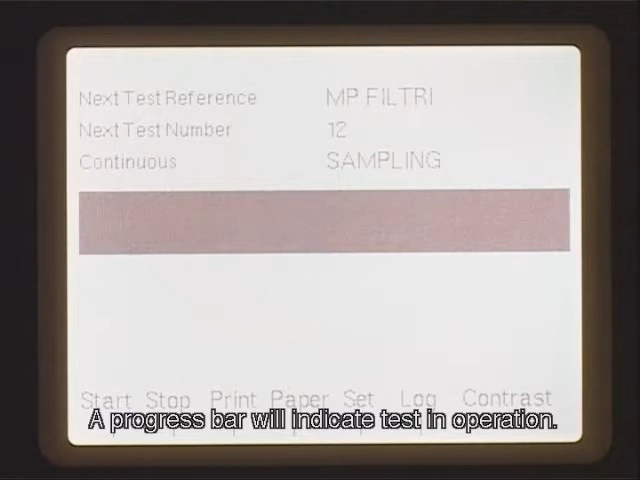 Next Test Reference MP FILTRI
Next Test Number 12
Continuous SAMPLING
Start Stop Print Paper Set Log Contrast
A progress bar will indicate test in operation.